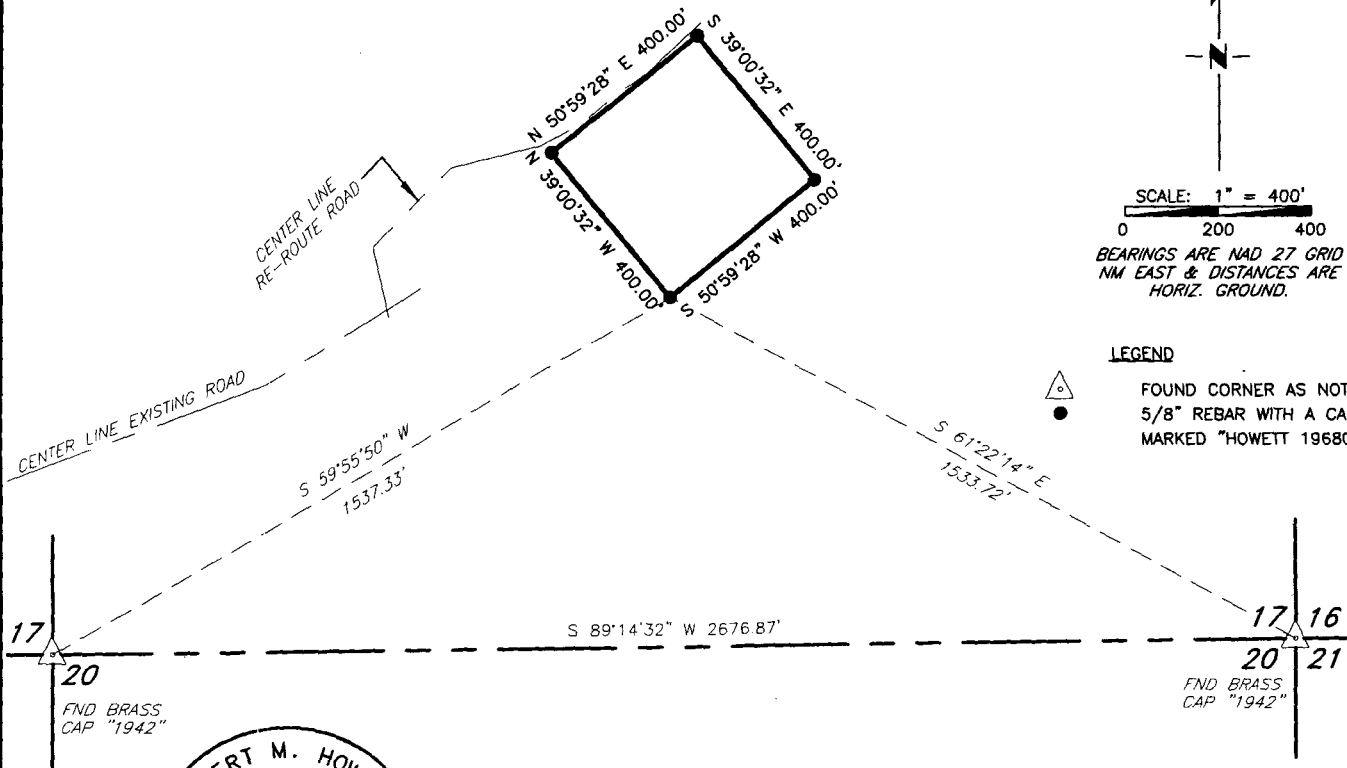 N 50°59'28" E 400.00'
S 39°00'32" E 400.00'
N 39°00'32" W 400.00'
S 50°59'28" W 400.00'
CENTER LINE
RE-ROUTE ROAD
CENTER LINE EXISTING ROAD
N
SCALE: 1" = 400'
0 200 400
BEARINGS ARE NAD 27 GRID
NM EAST & DISTANCES ARE
HORIZ. GROUND.
LEGEND
FOUND CORNER AS NOT
5/8" REBAR WITH A CA
MARKED "HOWETT 19680
S 59°55'50" W
1537.33'
S 61°22'14" E
1533.72'
S 89°14'32" W 2676.87'
17
20
FND BRASS
CAP "1942"
17 16
20 21
FND BRASS
CAP "1942"
ERT M. HOW